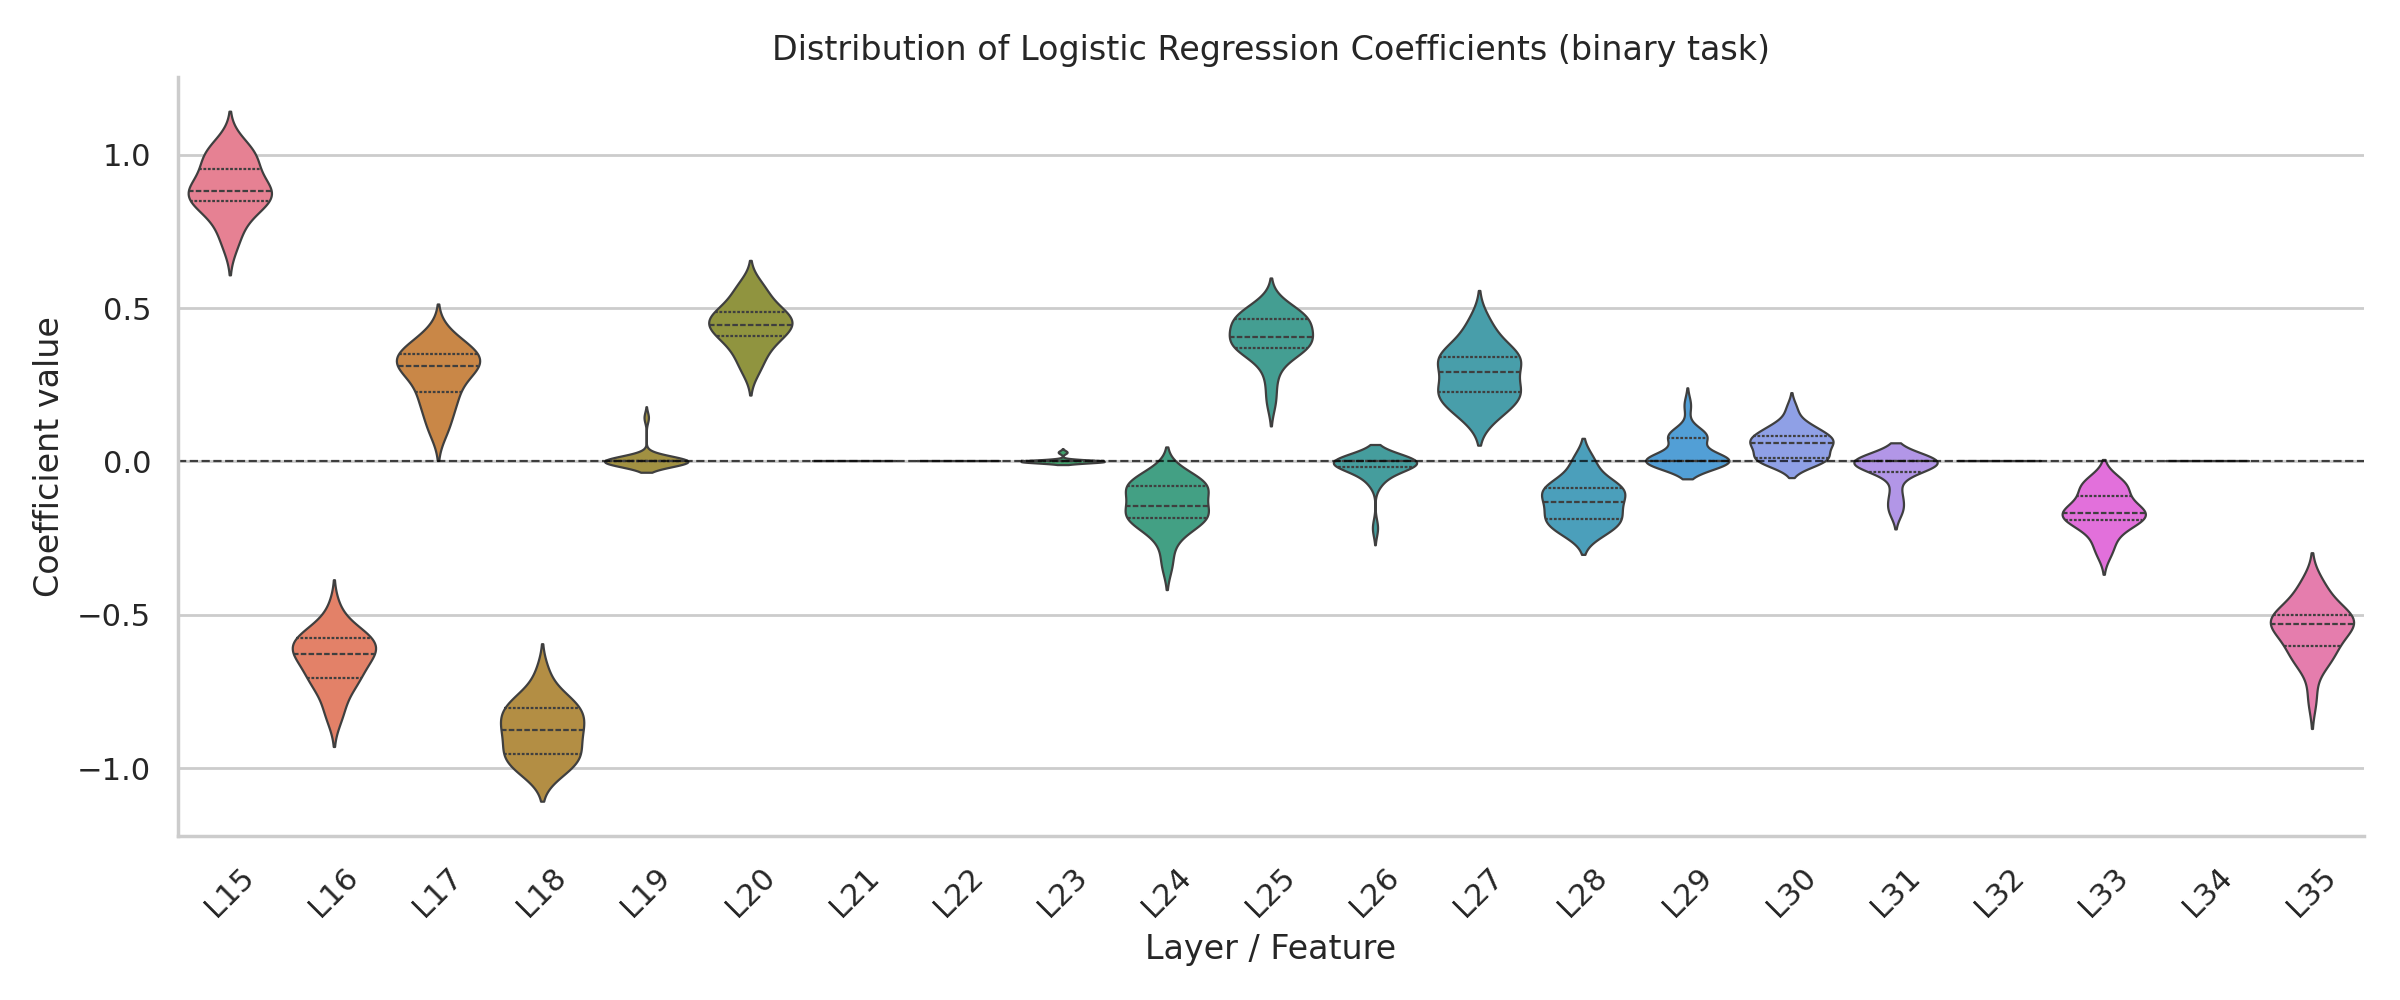 Distribution of Logistic Regression Coefficients (binary task)
Coefficient value
1.0
0.5
0.0
−0.5
−1.0
L15 L16 L17 L18 L19 L20 L21 L22 L23 L24 L25 L26 L27 L28 L29 L30 L31 L32 L33 L34 L35
Layer / Feature